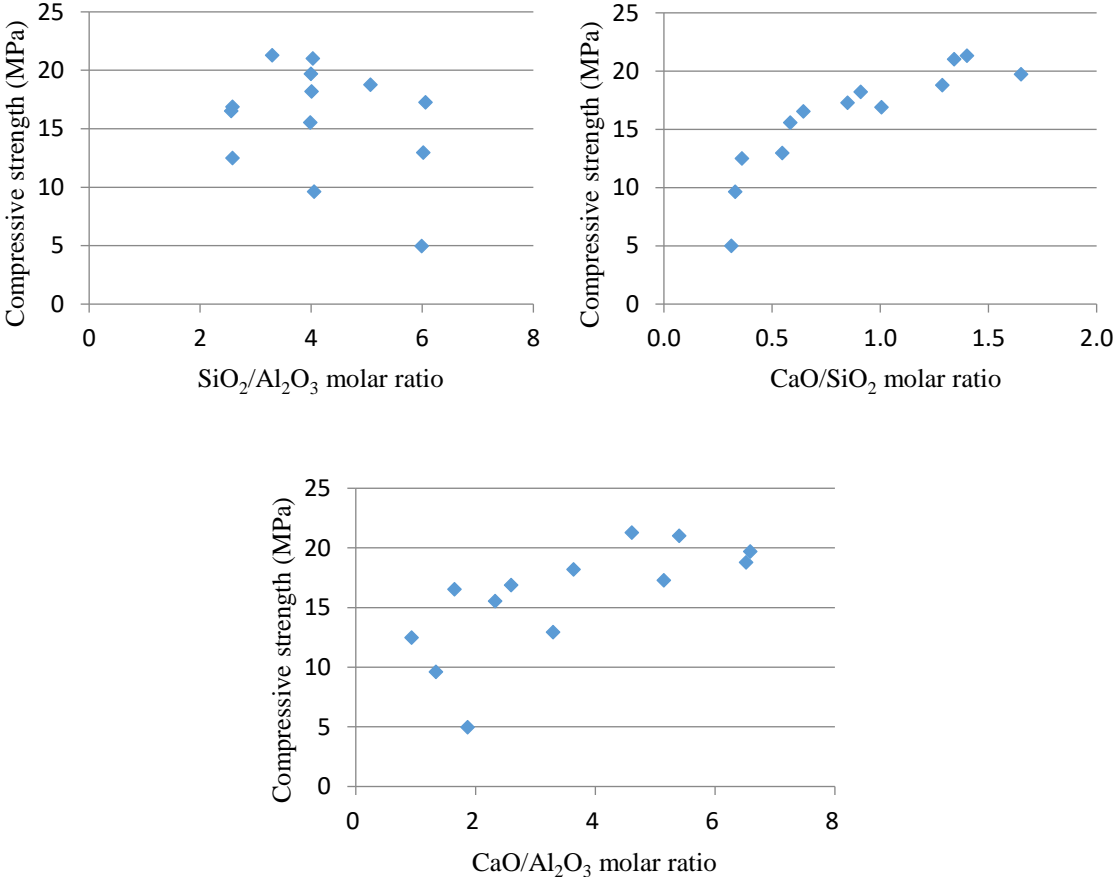 Compressive strength (MPa)
25
20
15
10
5
0
0 2 4 6 8
SiO₂/Al₂O₃ molar ratio
Compressive strength (MPa)
25
20
15
10
5
0
0.0 0.5 1.0 1.5 2.0
CaO/SiO₂ molar ratio
Compressive strength (MPa)
25
20
15
10
5
0
0 2 4 6 8
CaO/Al₂O₃ molar ratio